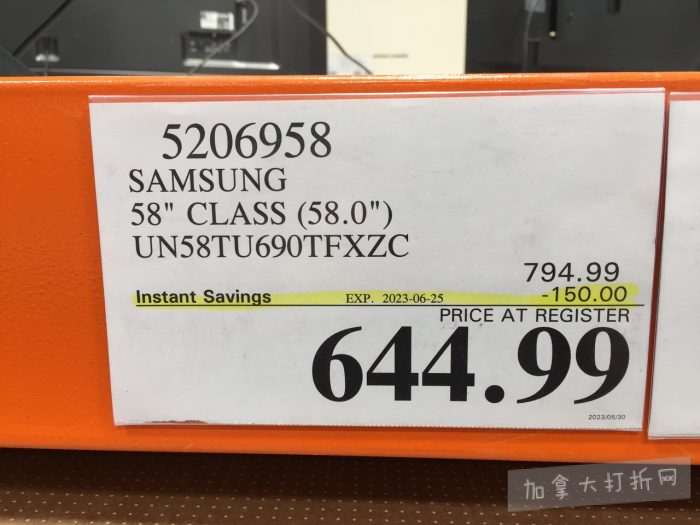 5206958
SAMSUNG
58" CLASS (58.0")
UN58TU690TFXZC
794.99
Instant Savings EXP. 2023-06-25 -150.00
PRICE AT REGISTER
644.99
2023/05/30
加拿大打折网